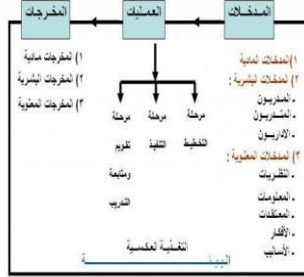 المدخلات
العمليات
المخرجات
١) المدخلات المادية
٢) المدخلات البشرية :
- المدربون
- المتدربون
- الاداريون
٣) المدخلات المعنوية :
- النظريات
- المعلومات
- المعتقدات
- الأفكار
- الأساليب
مرحلة
التخطيط
مرحلة
التنفيذ
مرحلة
تقويم
ومتابعة
التدريب
١) المخرجات مادية
٢) المخرجات البشرية
٣) المخرجات المعنوية
التغذية العكسية
البيئة